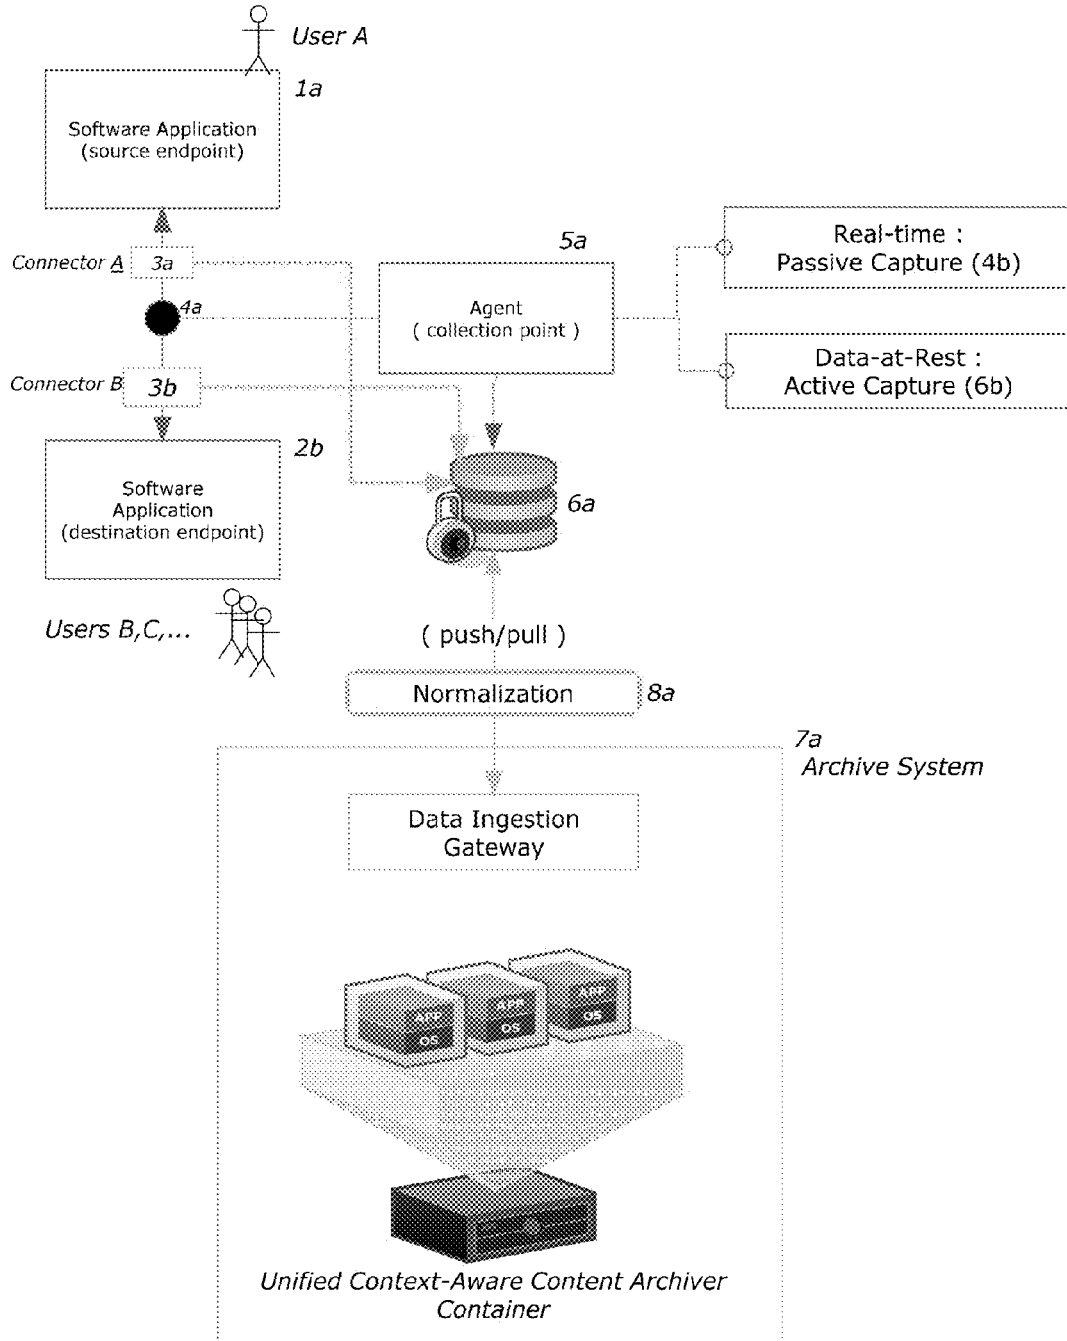 User A
1a
Software Application
(source endpoint)
Connector A
3a
4a
Connector B
3b
5a
Agent
( collection point )
Real-time :
Passive Capture (4b)
Data-at-Rest :
Active Capture (6b)
2b
Software
Application
(destination endpoint)
6a
Users B,C,...
( push/pull )
Normalization
8a
7a
Archive System
Data Ingestion
Gateway
APP
OS
APP
OS
APP
OS
Unified Context-Aware Content Archiver
Container